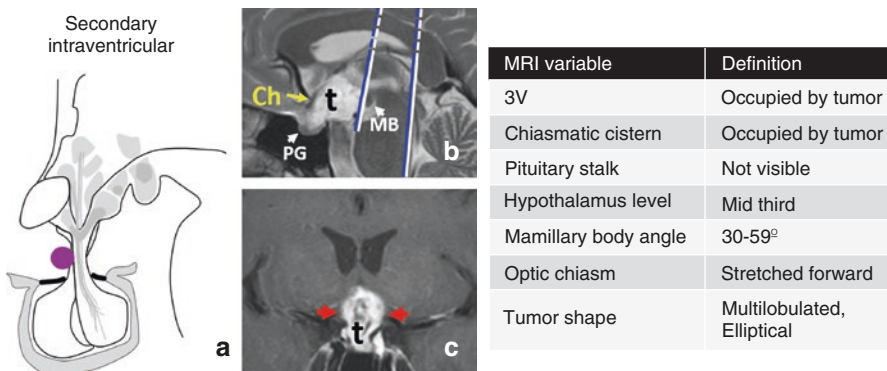 Secondary
intraventricular
a
Ch
t
MB
PG
b
t
c
MRI variable Definition
3V Occupied by tumor
Chiasmatic cistern Occupied by tumor
Pituitary stalk Not visible
Hypothalamus level Mid third
Mamillary body angle 30-59º
Optic chiasm Stretched forward
Tumor shape Multilobulated,
Elliptical